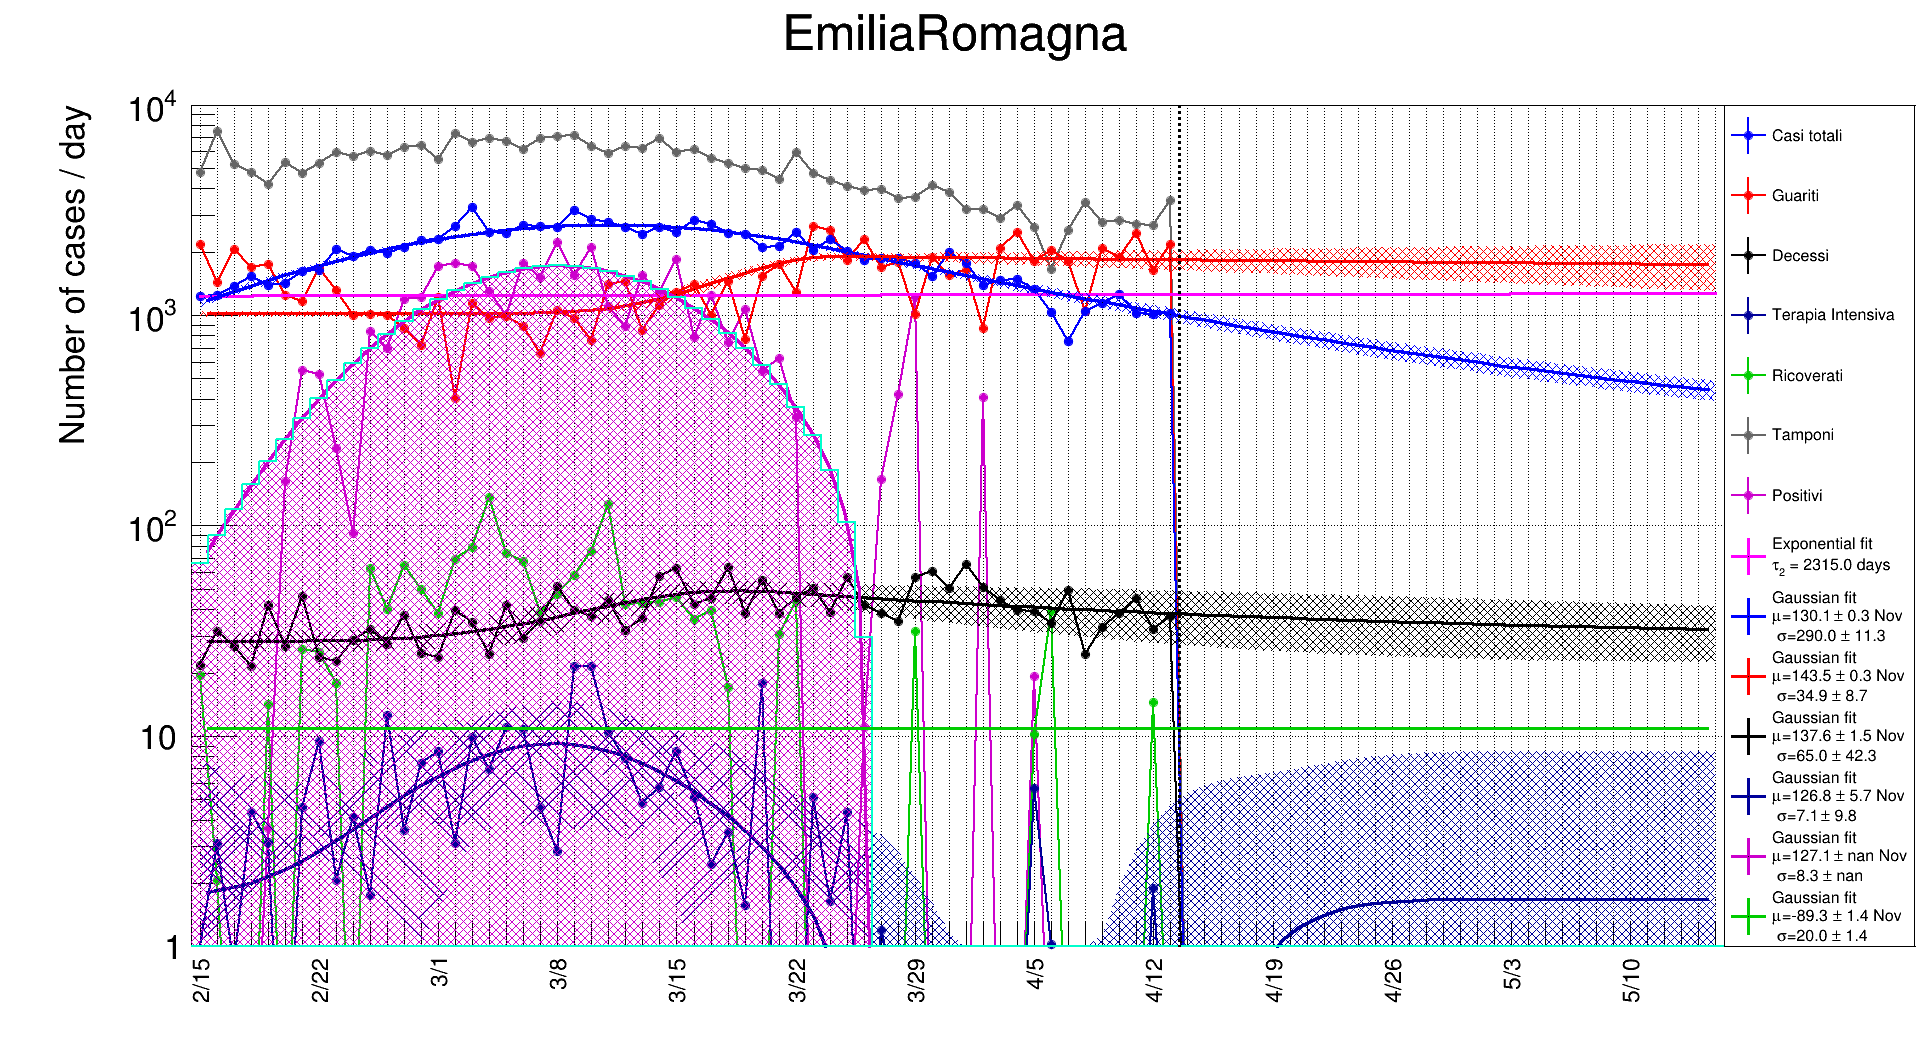 EmiliaRomagna
Number of cases / day
10^4
10^3
10^2
10
1
2/15
2/22
3/1
3/8
3/15
3/22
3/29
4/5
4/12
4/19
4/26
5/3
5/10
Casi totali
Guariti
Decessi
Terapia Intensiva
Ricoverati
Tamponi
Positivi
Exponential fit
τ_2 = 2315.0 days
Gaussian fit
μ=130.1 ± 0.3 Nov
σ=290.0 ± 11.3
Gaussian fit
μ=143.5 ± 0.3 Nov
σ=34.9 ± 8.7
Gaussian fit
μ=137.6 ± 1.5 Nov
σ=65.0 ± 42.3
Gaussian fit
μ=126.8 ± 5.7 Nov
σ=7.1 ± 9.8
Gaussian fit
μ=127.1 ± nan Nov
σ=8.3 ± nan
Gaussian fit
μ=-89.3 ± 1.4 Nov
σ=20.0 ± 1.4